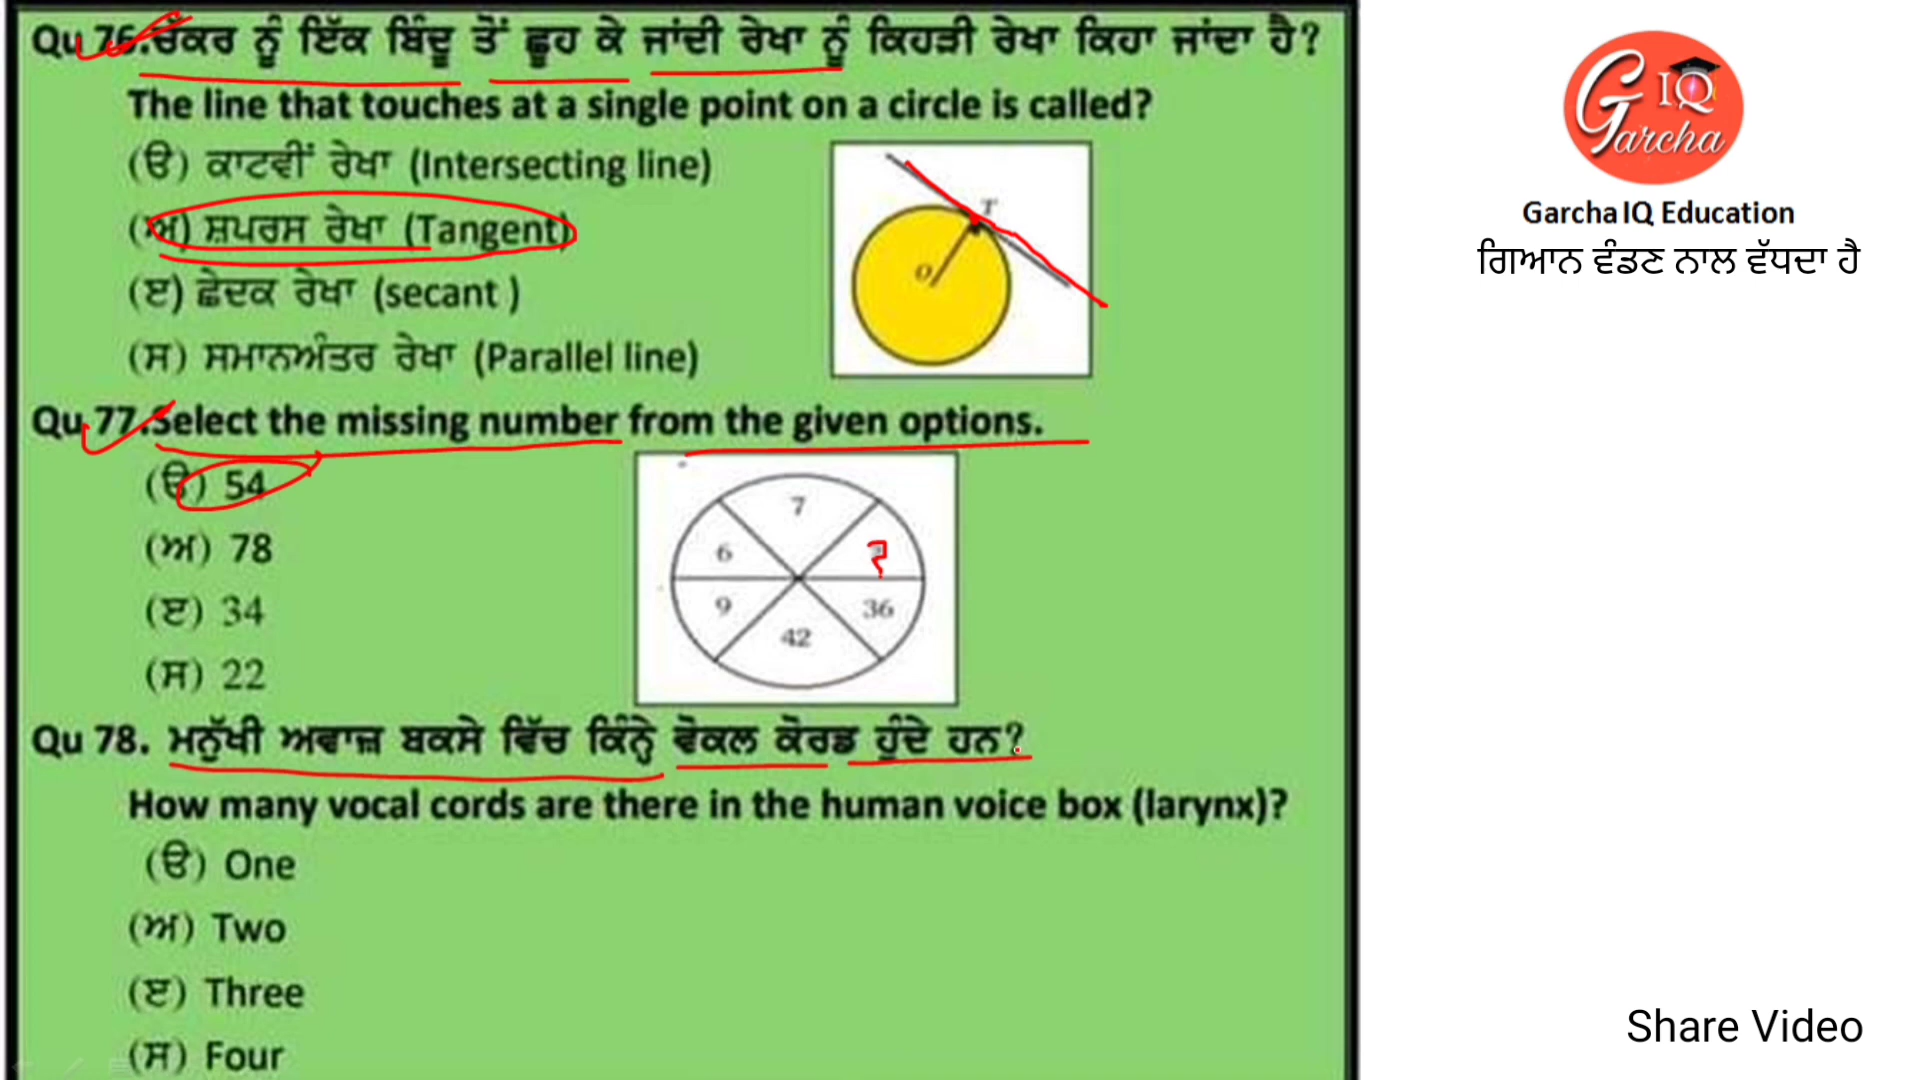 Qu 76.ਚੱਕਰ ਨੂੰ ਇੱਕ ਬਿੰਦੂ ਤੋਂ ਛੂਹ ਕੇ ਜਾਂਦੀ ਰੇਖਾ ਨੂੰ ਕਿਹੜੀ ਰੇਖਾ ਕਿਹਾ ਜਾਂਦਾ ਹੈ?
The line that touches at a single point on a circle is called?
(ੳ) ਕਾਟਵੀਂ ਰੇਖਾ (Intersecting line)
(ਅ) ਸ਼ਪਰਸ ਰੇਖਾ (Tangent)
(ੲ) ਛੇਦਕ ਰੇਖਾ (secant )
(ਸ) ਸਮਾਨਅੰਤਰ ਰੇਖਾ (Parallel line)
T
O
Qu 77.Select the missing number from the given options.
(ੳ) 54
(ਅ) 78
(ੲ) 34
(ਸ) 22
7
6 ?
9 36
42
Qu 78. ਮਨੁੱਖੀ ਅਵਾਜ਼ ਬਕਸੇ ਵਿੱਚ ਕਿੰਨ੍ਹੇ ਵੋਕਲ ਕੋਰਡ ਹੁੰਦੇ ਹਨ?
How many vocal cords are there in the human voice box (larynx)?
(ੳ) One
(ਅ) Two
(ੲ) Three
(ਸ) Four
G IQ
Garcha
Garcha IQ Education
ਗਿਆਨ ਵੰਡਣ ਨਾਲ ਵੱਧਦਾ ਹੈ
Share Video